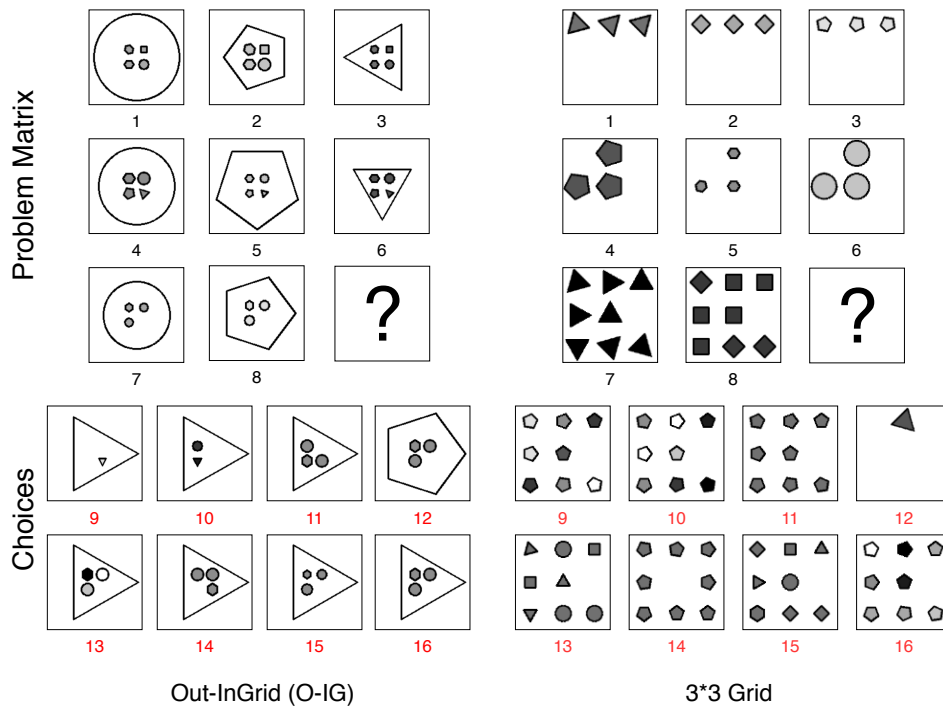 Problem Matrix
1 2 3 1 2 3
4 5 6 4 5 6
? ?
7 8 7 8
Choices
9 10 11 12 9 10 11 12
13 14 15 16 13 14 15 16
Out-InGrid (O-IG) 3*3 Grid